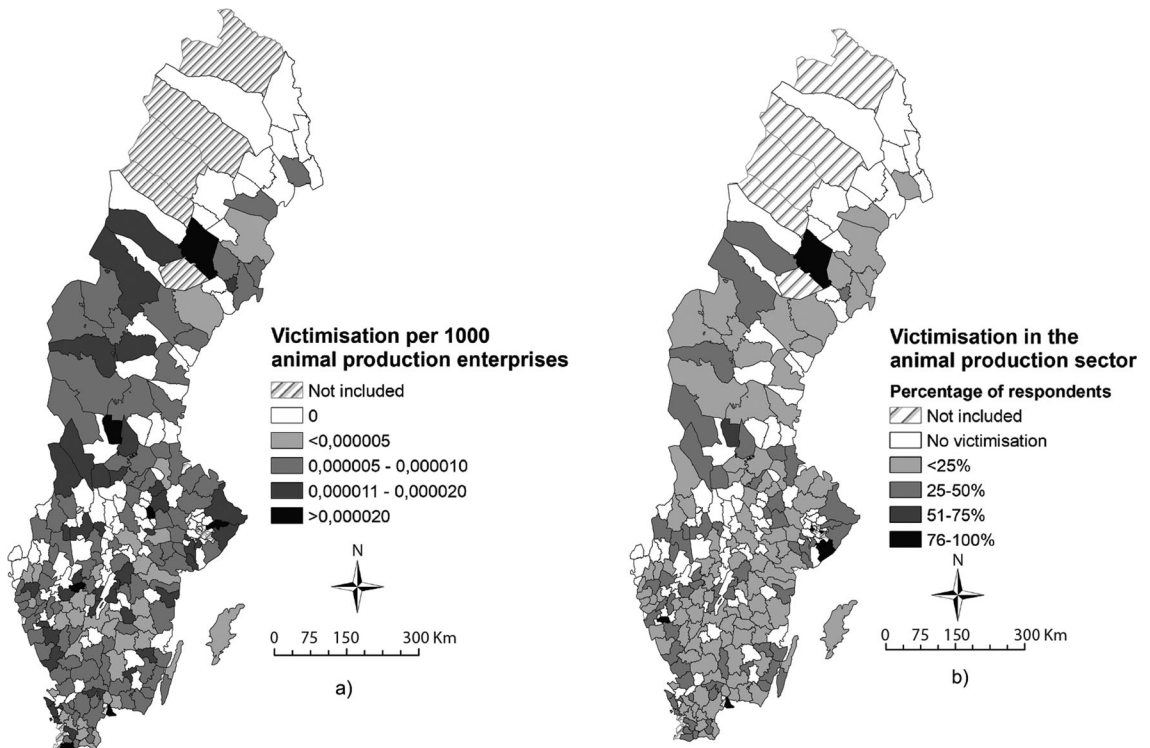 Victimisation per 1000
animal production enterprises
Not included
0
<0,000005
0,000005 - 0,000010
0,000011 - 0,000020
>0,000020
N
0 75 150 300 Km
a)
Victimisation in the
animal production sector
Percentage of respondents
Not included
No victimisation
<25%
25-50%
51-75%
76-100%
N
0 75 150 300 Km
b)